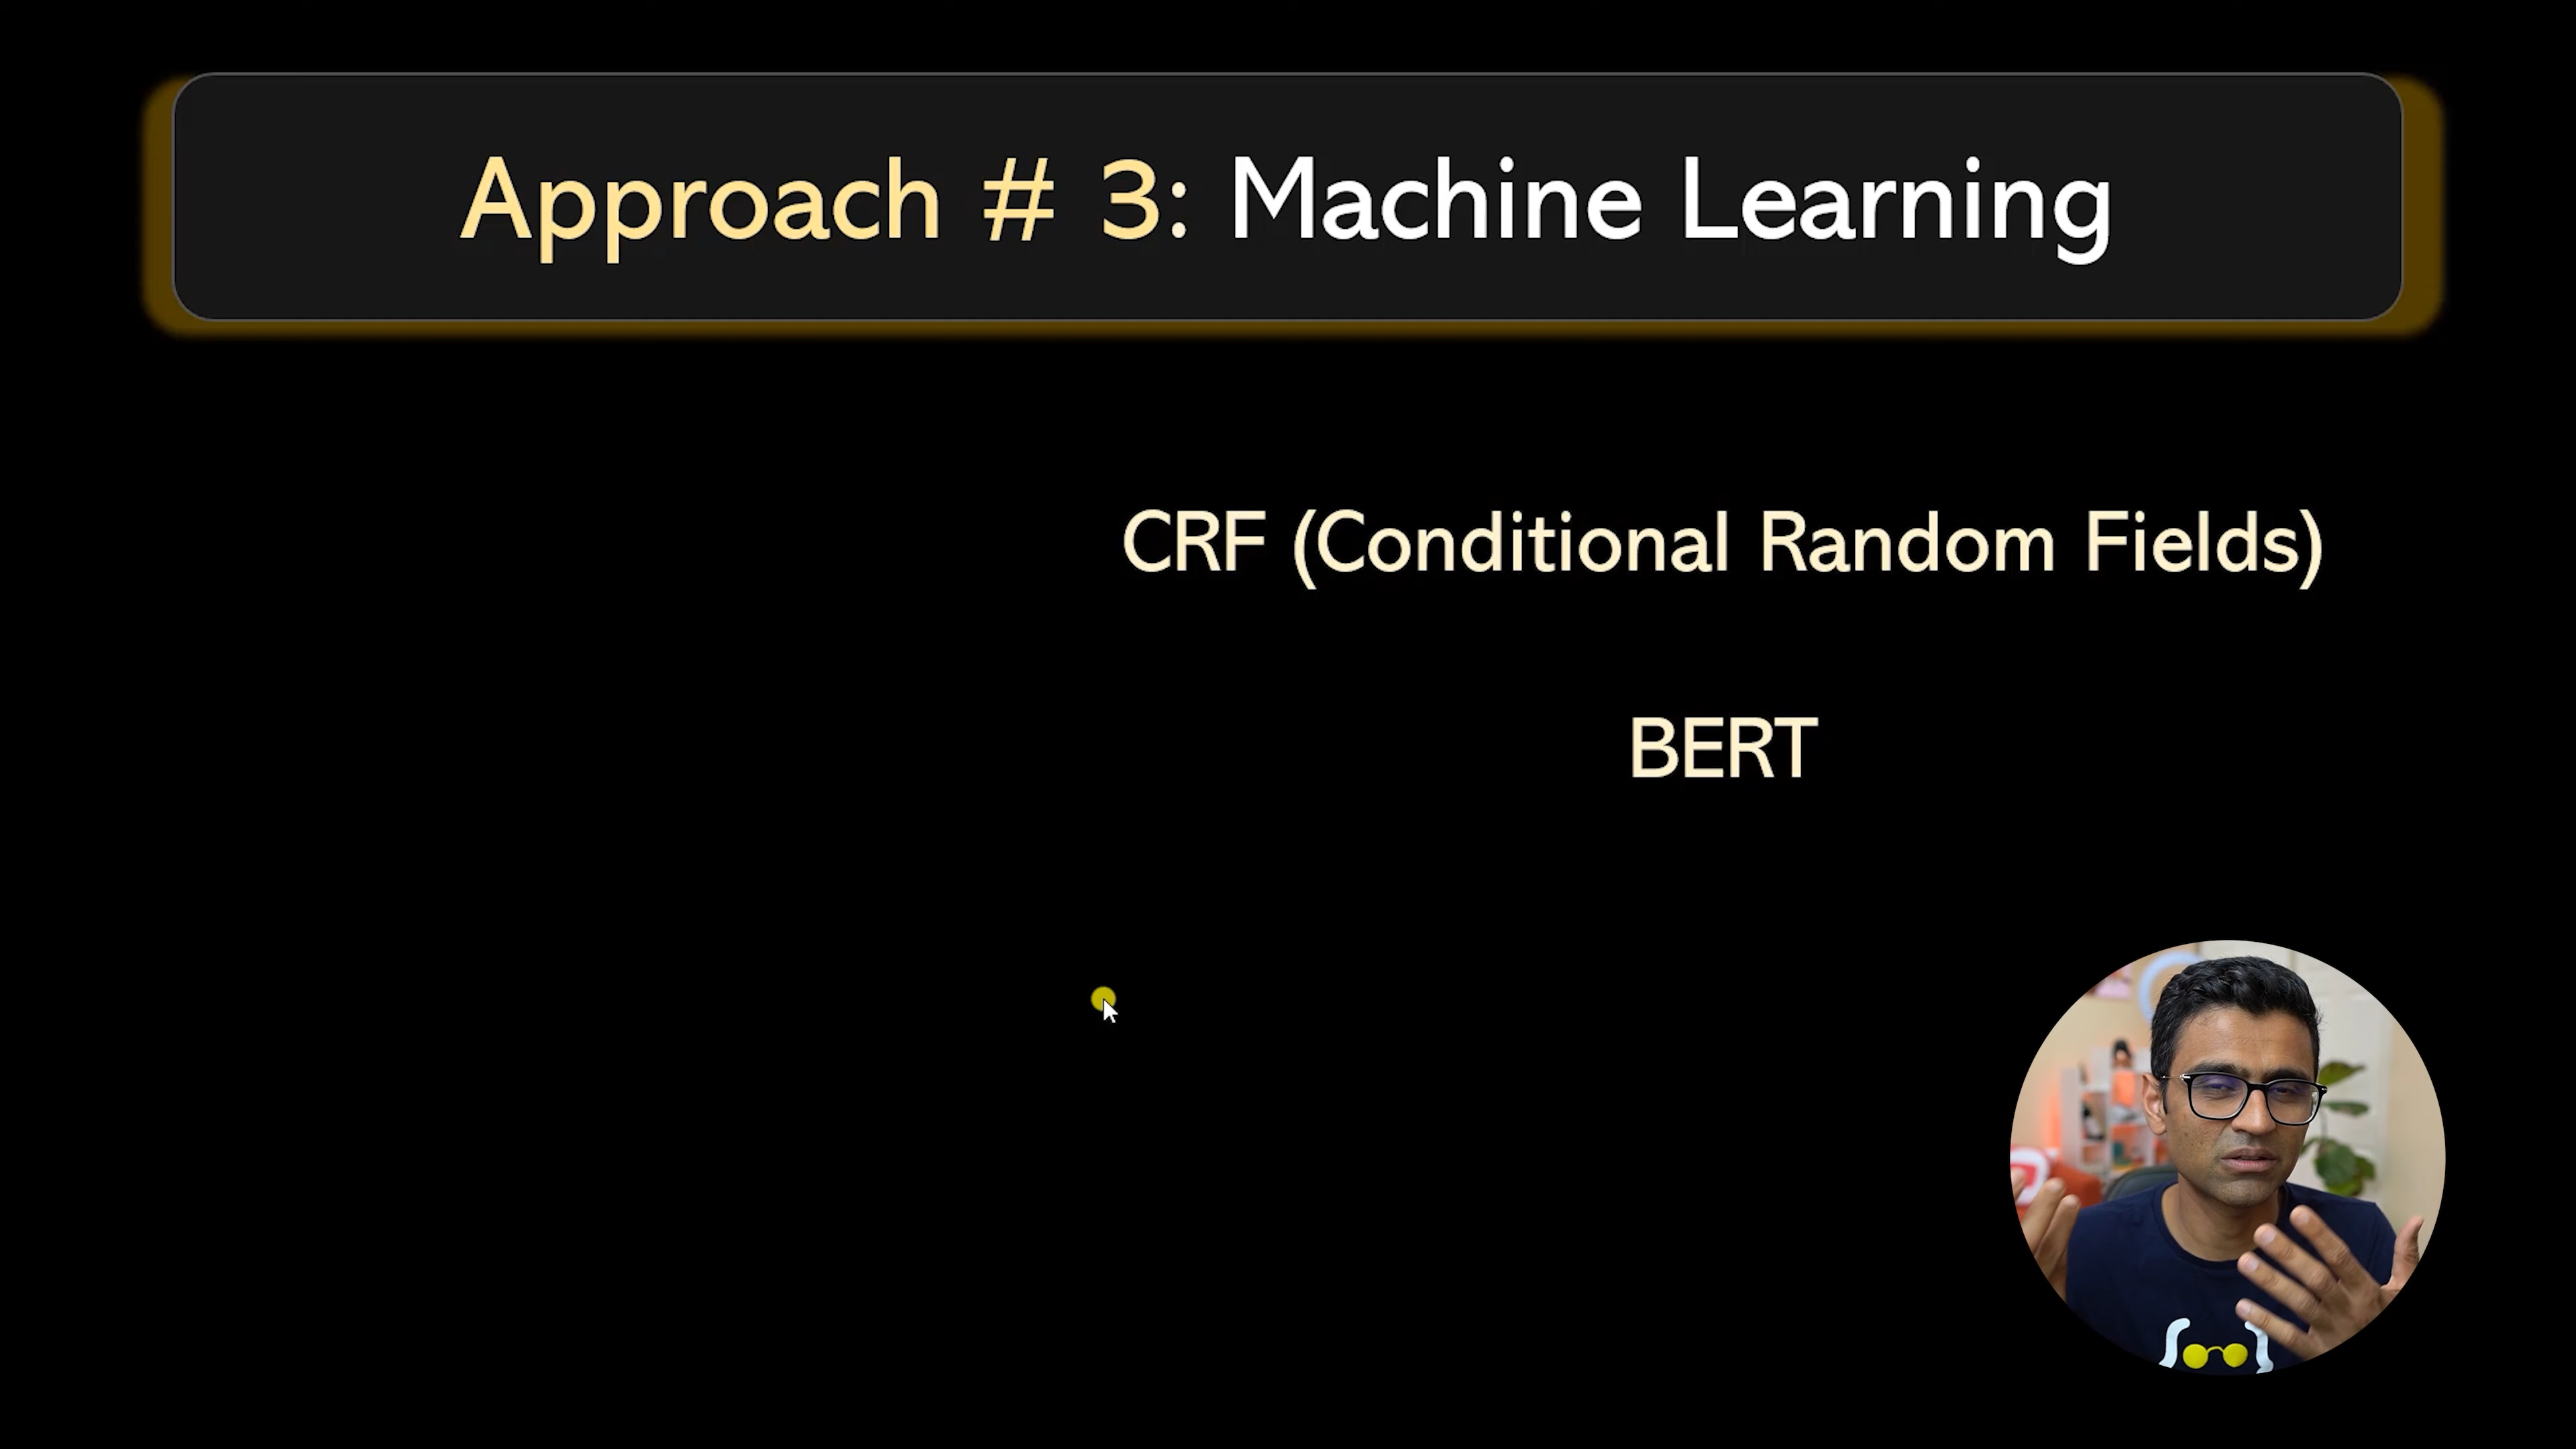 Approach # 3: Machine Learning
CRF (Conditional Random Fields)
BERT